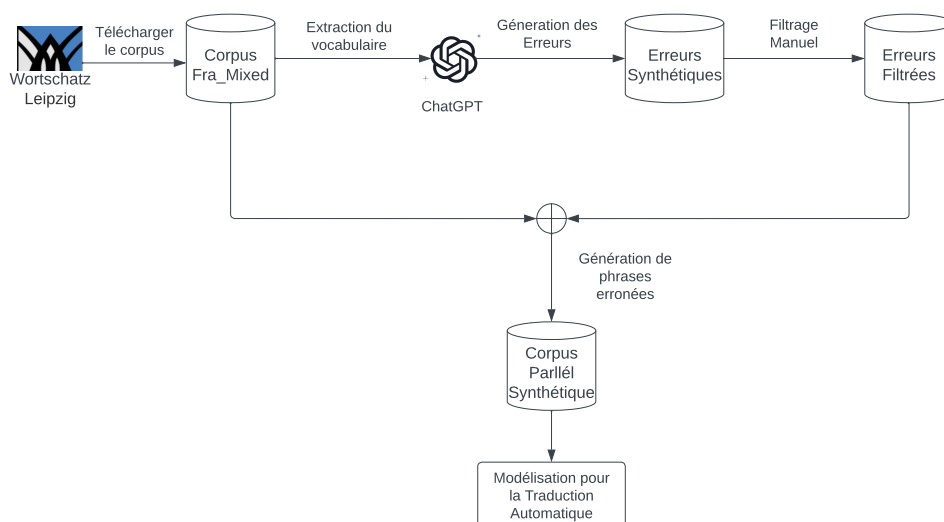 Wortschatz
Leipzig
Télécharger
le corpus
Corpus
Fra_Mixed
Extraction du
vocabulaire
ChatGPT
Géneration des
Erreurs
Erreurs
Synthétiques
Filtrage
Manuel
Erreurs
Filtrées
Génération de
phrases
erronées
Corpus
Parllél
Synthétique
Modélisation pour
la Traduction
Automatique